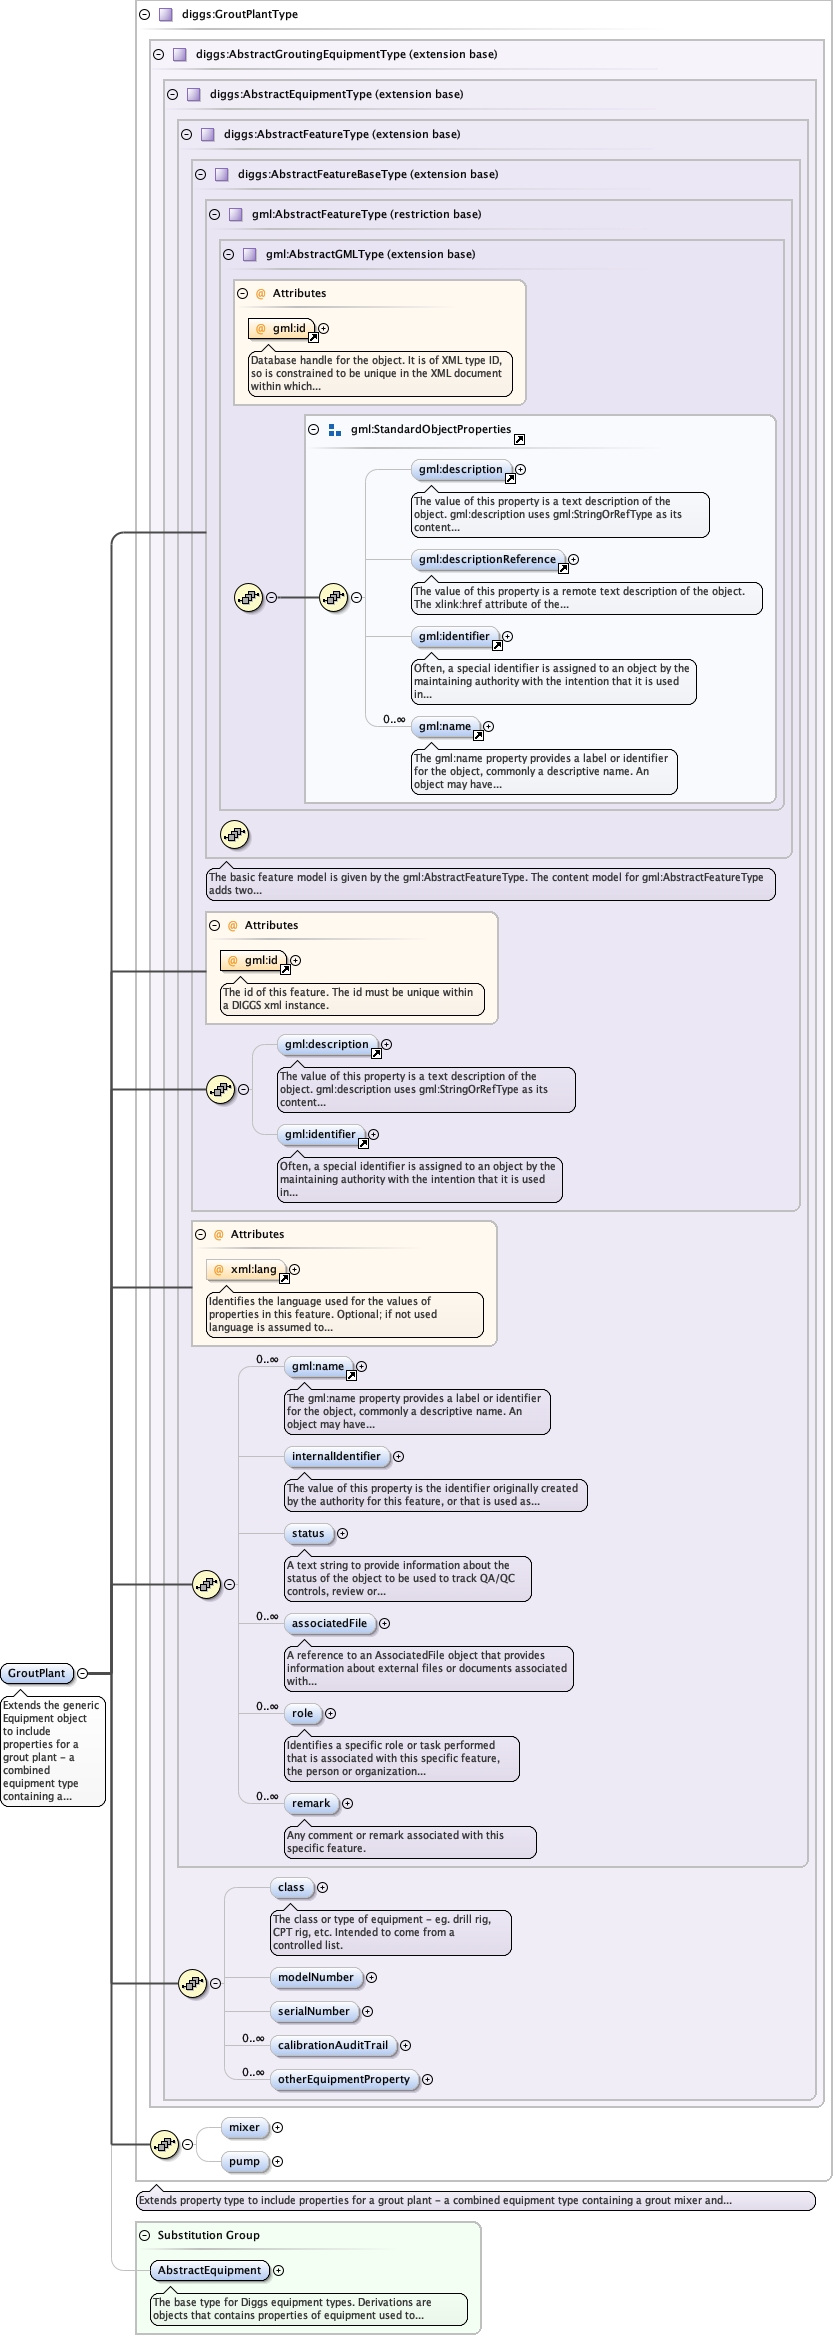 diggs:GroutPlantType
diggs:AbstractGroutingEquipmentType (extension base)
diggs:AbstractEquipmentType (extension base)
diggs:AbstractFeatureType (extension base)
diggs:AbstractFeatureBaseType (extension base)
gml:AbstractFeatureType (restriction base)
gml:AbstractGMLType (extension base)
@ Attributes
@ gml:id
Database handle for the object. It is of XML type ID,
so is constrained to be unique in the XML document
within which...
gml:StandardObjectProperties
gml:description
The value of this property is a text description of the
object. gml:description uses gml:StringOrRefType as its
content...
gml:descriptionReference
The value of this property is a remote text description of the object.
The xlink:href attribute of the...
gml:identifier
Often, a special identifier is assigned to an object by the
maintaining authority with the intention that it is used
in...
0..∞
gml:name
The gml:name property provides a label or identifier
for the object, commonly a descriptive name. An
object may have...
The basic feature model is given by the gml:AbstractFeatureType. The content model for gml:AbstractFeatureType
adds two...
@ Attributes
@ gml:id
The id of this feature. The id must be unique within
a DIGGS xml instance.
gml:description
The value of this property is a text description of the
object. gml:description uses gml:StringOrRefType as its
content...
gml:identifier
Often, a special identifier is assigned to an object by the
maintaining authority with the intention that it is used
in...
@ Attributes
@ xml:lang
Identifies the language used for the values of
properties in this feature. Optional; if not used
language is assumed to...
0..∞
gml:name
The gml:name property provides a label or identifier
for the object, commonly a descriptive name. An
object may have...
internalIdentifier
The value of this property is the identifier originally created
by the authority for this feature, or that is used as...
status
A text string to provide information about the
status of the object to be used to track QA/QC
controls, review or...
0..∞
associatedFile
A reference to an AssociatedFile object that provides
information about external files or documents associated
with...
GroutPlant
Extends the generic
Equipment object
to include
properties for a
grout plant – a
combined
equipment type
containing a...
0..∞
role
Identifies a specific role or task performed
that is associated with this specific feature,
the person or organization...
0..∞
remark
Any comment or remark associated with this
specific feature.
class
The class or type of equipment – eg. drill rig,
CPT rig, etc. Intended to come from a
controlled list.
modelNumber
serialNumber
0..∞
calibrationAuditTrail
0..∞
otherEquipmentProperty
mixer
pump
Extends property type to include properties for a grout plant – a combined equipment type containing a grout mixer and...
Substitution Group
AbstractEquipment
The base type for Diggs equipment types. Derivations are
objects that contains properties of equipment used to...